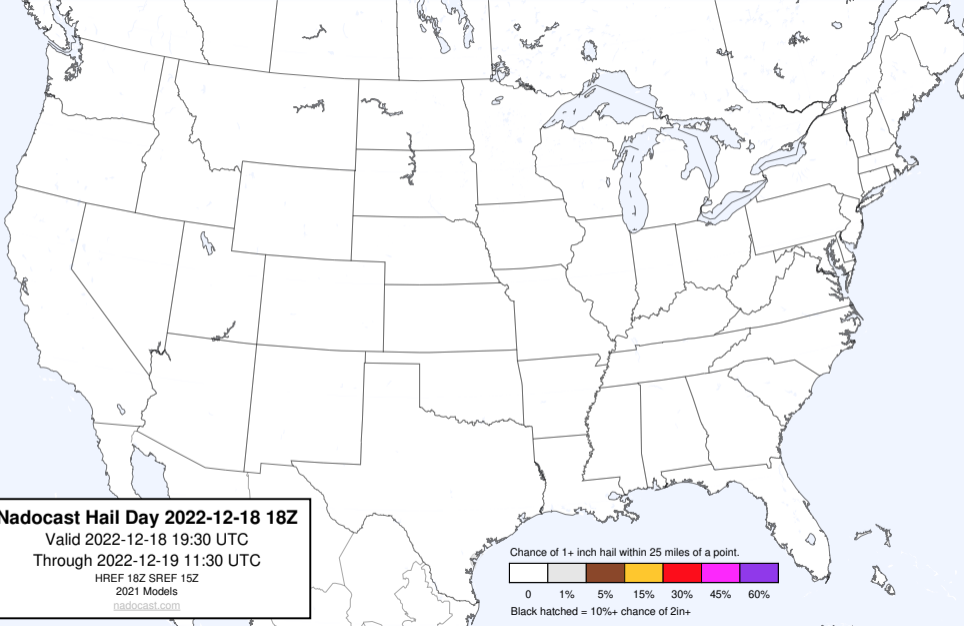 Nadocast Hail Day 2022-12-18 18Z
Valid 2022-12-18 19:30 UTC
Through 2022-12-19 11:30 UTC
HREF 18Z SREF 15Z
2021 Models
nadocast.com
Chance of 1+ inch hail within 25 miles of a point.
0 1% 5% 15% 30% 45% 60%
Black hatched = 10%+ chance of 2in+